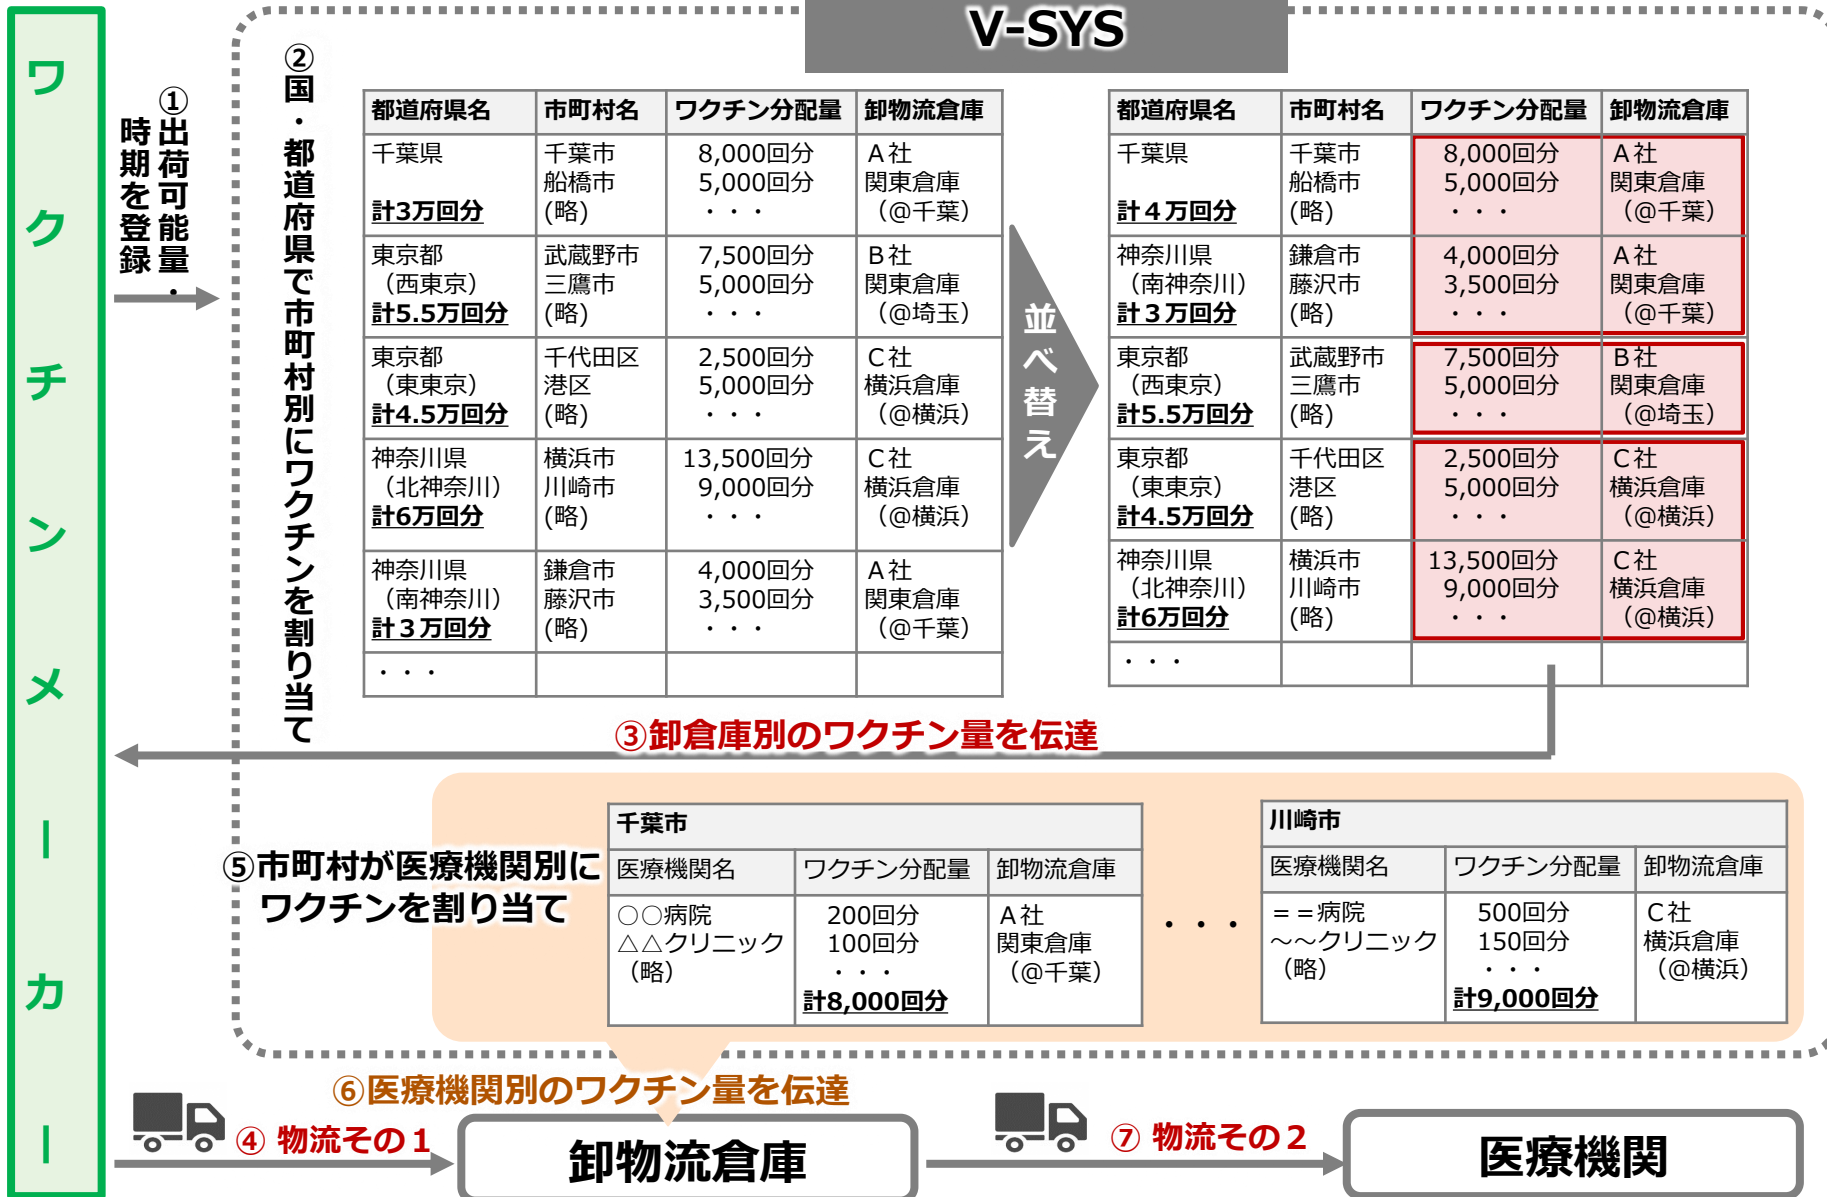 V-SYS
ワクチンメーカー
①出荷可能量・
時期を登録
②国・都道府県で市町村別にワクチンを割り当て
都道府県名 市町村名 ワクチン分配量 卸物流倉庫
千葉県 千葉市 8,000回分 A社
船橋市 5,000回分 関東倉庫
計3万回分 (略) ・・・ （@千葉）
東京都 武蔵野市 7,500回分 B社
（西東京） 三鷹市 5,000回分 関東倉庫
計5.5万回分 (略) ・・・ （@埼玉）
東京都 千代田区 2,500回分 C社
（東東京） 港区 5,000回分 横浜倉庫
計4.5万回分 (略) ・・・ （@横浜）
神奈川県 横浜市 13,500回分 C社
（北神奈川） 川崎市 9,000回分 横浜倉庫
計6万回分 (略) ・・・ （@横浜）
神奈川県 鎌倉市 4,000回分 A社
（南神奈川） 藤沢市 3,500回分 関東倉庫
計３万回分 (略) ・・・ （@千葉）
・・・
並べ替え
都道府県名 市町村名 ワクチン分配量 卸物流倉庫
千葉県 千葉市 8,000回分 A社
船橋市 5,000回分 関東倉庫
計４万回分 (略) ・・・ （@千葉）
神奈川県 鎌倉市 4,000回分 A社
（南神奈川） 藤沢市 3,500回分 関東倉庫
計３万回分 (略) ・・・ （@千葉）
東京都 武蔵野市 7,500回分 B社
（西東京） 三鷹市 5,000回分 関東倉庫
計5.5万回分 (略) ・・・ （@埼玉）
東京都 千代田区 2,500回分 C社
（東東京） 港区 5,000回分 横浜倉庫
計4.5万回分 (略) ・・・ （@横浜）
神奈川県 横浜市 13,500回分 C社
（北神奈川） 川崎市 9,000回分 横浜倉庫
計6万回分 (略) ・・・ （@横浜）
・・・
③卸倉庫別のワクチン量を伝達
⑤市町村が医療機関別に
ワクチンを割り当て
千葉市
医療機関名 ワクチン分配量 卸物流倉庫
○○病院 200回分 A社
△△クリニック 100回分 関東倉庫
（略） ・・・ （@千葉）
計8,000回分
・・・
川崎市
医療機関名 ワクチン分配量 卸物流倉庫
＝＝病院 500回分 C社
～～クリニック 150回分 横浜倉庫
（略） ・・・ （@横浜）
計9,000回分
⑥医療機関別のワクチン量を伝達
④ 物流その１
卸物流倉庫
⑦ 物流その２
医療機関